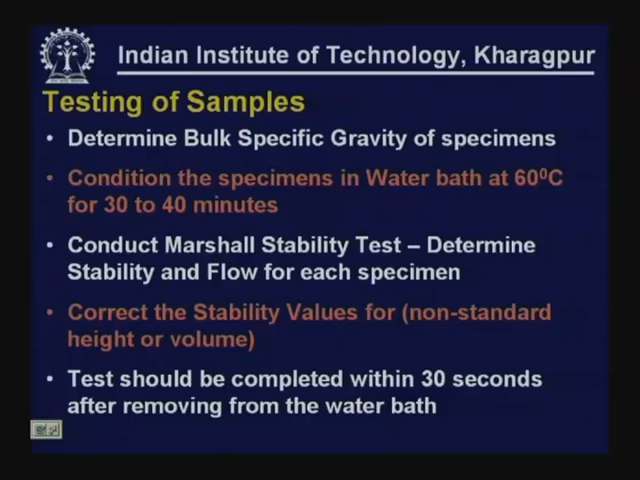 Indian Institute of Technology, Kharagpur
Testing of Samples
• Determine Bulk Specific Gravity of specimens
• Condition the specimens in Water bath at 60⁰C
for 30 to 40 minutes
• Conduct Marshall Stability Test – Determine
Stability and Flow for each specimen
• Correct the Stability Values for (non-standard
height or volume)
• Test should be completed within 30 seconds
after removing from the water bath